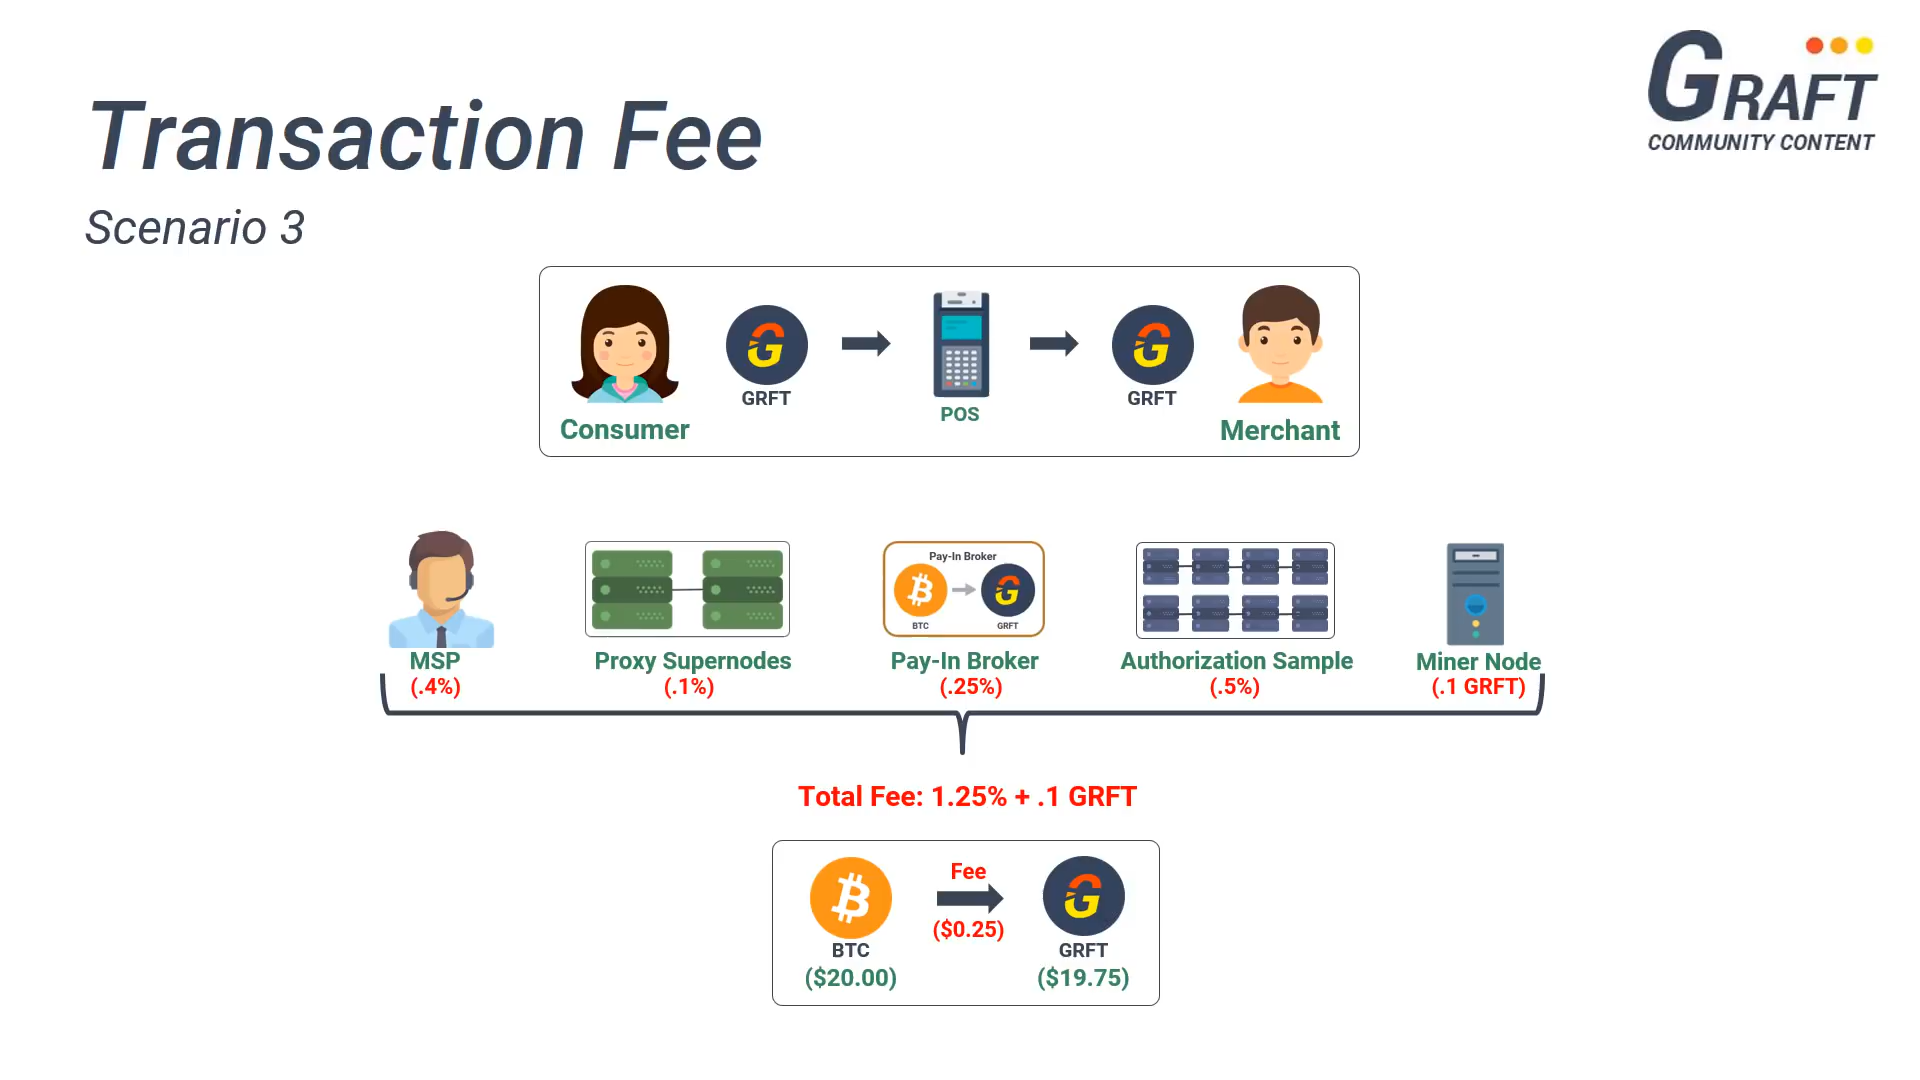 GRAFT
COMMUNITY CONTENT
Transaction Fee
Scenario 3
GRFT
POS
GRFT
Consumer
Merchant
Pay-In Broker
BTC
GRFT
MSP
(.4%)
Proxy Supernodes
(.1%)
Pay-In Broker
(.25%)
Authorization Sample
(.5%)
Miner Node
(.1 GRFT)
Total Fee: 1.25% + .1 GRFT
Fee
($0.25)
BTC
($20.00)
GRFT
($19.75)